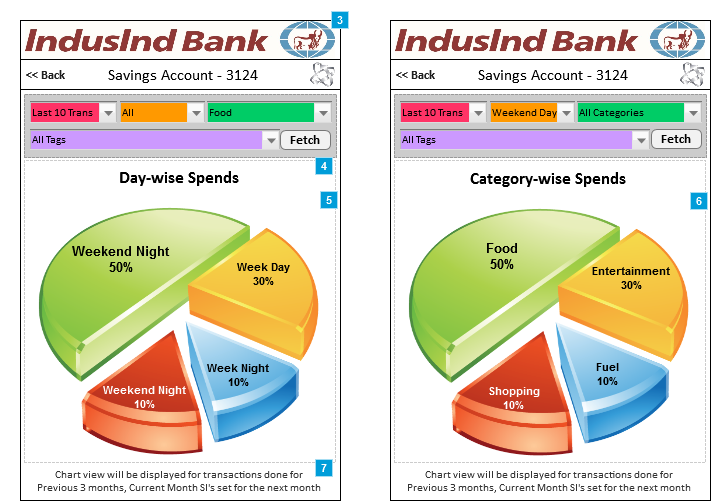 3
IndusInd Bank
<< Back
Savings Account - 3124
Last 10 Trans
All
Food
All Tags
Fetch
4
Day-wise Spends
5
Weekend Night
50%
Week Day
30%
Week Night
10%
Weekend Night
10%
7
Chart view will be displayed for transactions done for
Previous 3 months, Current Month SI's set for the next month
IndusInd Bank
<< Back
Savings Account - 3124
Last 10 Trans
Weekend Day
All Categories
All Tags
Fetch
Category-wise Spends
6
Food
50%
Entertainment
30%
Fuel
10%
Shopping
10%
Chart view will be displayed for transactions done for
Previous 3 months, Current Month SI's set for the next month